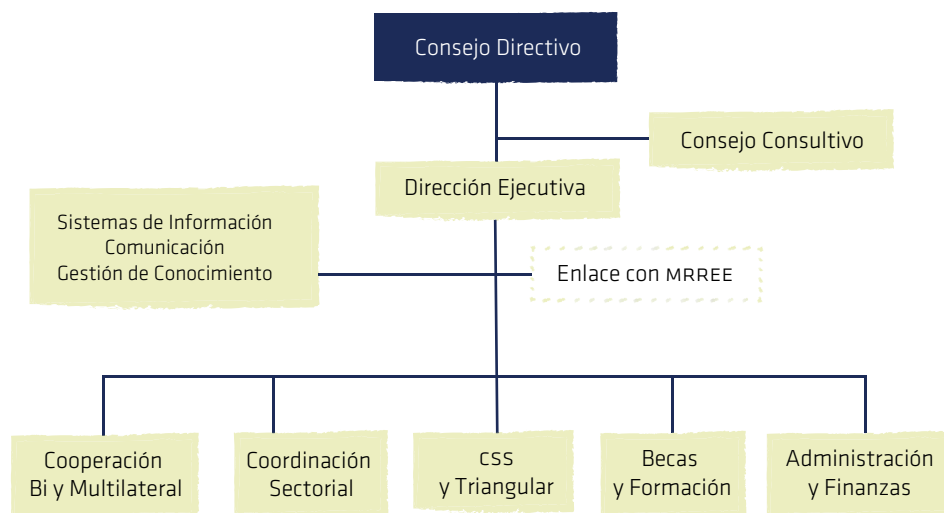 Consejo Directivo
Consejo Consultivo
Dirección Ejecutiva
Sistemas de Información
Comunicación
Gestión de Conocimiento
Enlace con MRREE
Cooperación
Bi y Multilateral
Coordinación
Sectorial
CSS
y Triangular
Becas
y Formación
Administración
y Finanzas